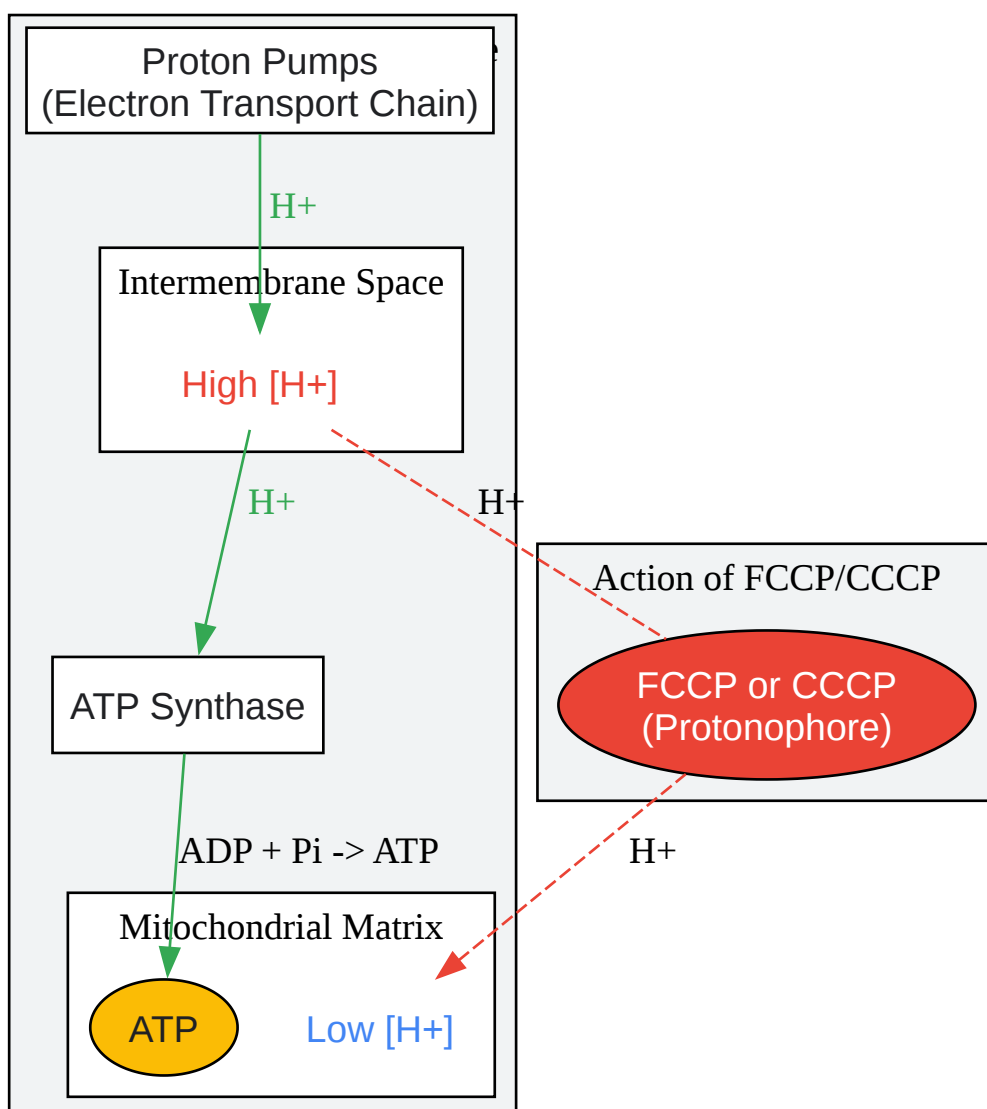 Proton Pumps
(Electron Transport Chain)
H+
Intermembrane Space
High [H+]
H+
H+
Action of FCCP/CCCP
FCCP or CCCP
(Protonophore)
ATP Synthase
ADP + Pi -> ATP
H+
Mitochondrial Matrix
ATP
Low [H+]